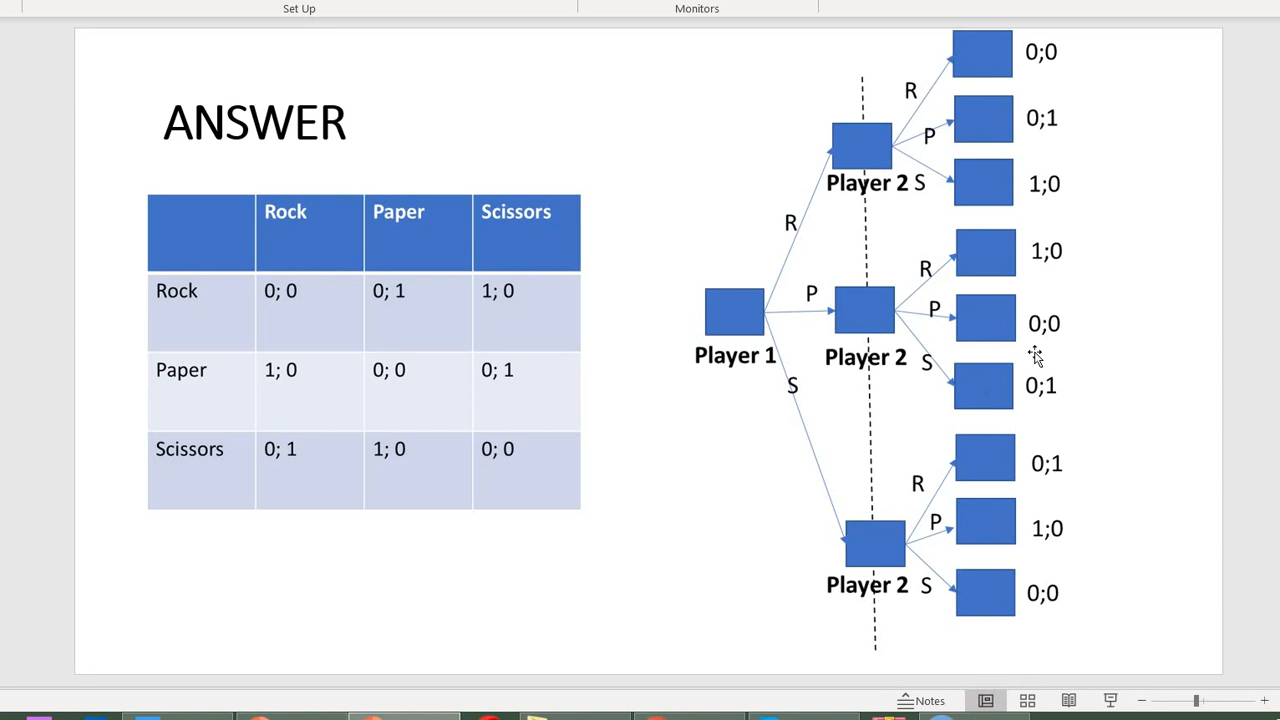 Set Up
Monitors
ANSWER
Rock
Paper
Scissors
Rock
0; 0
0; 1
1; 0
Paper
1; 0
0; 0
0; 1
Scissors
0; 1
1; 0
0; 0
Player 1
R
P
S
Player 2
R
P
S
0;0
0;1
1;0
Player 2
R
P
S
1;0
0;0
0;1
Player 2
R
P
S
0;1
1;0
0;0
Notes